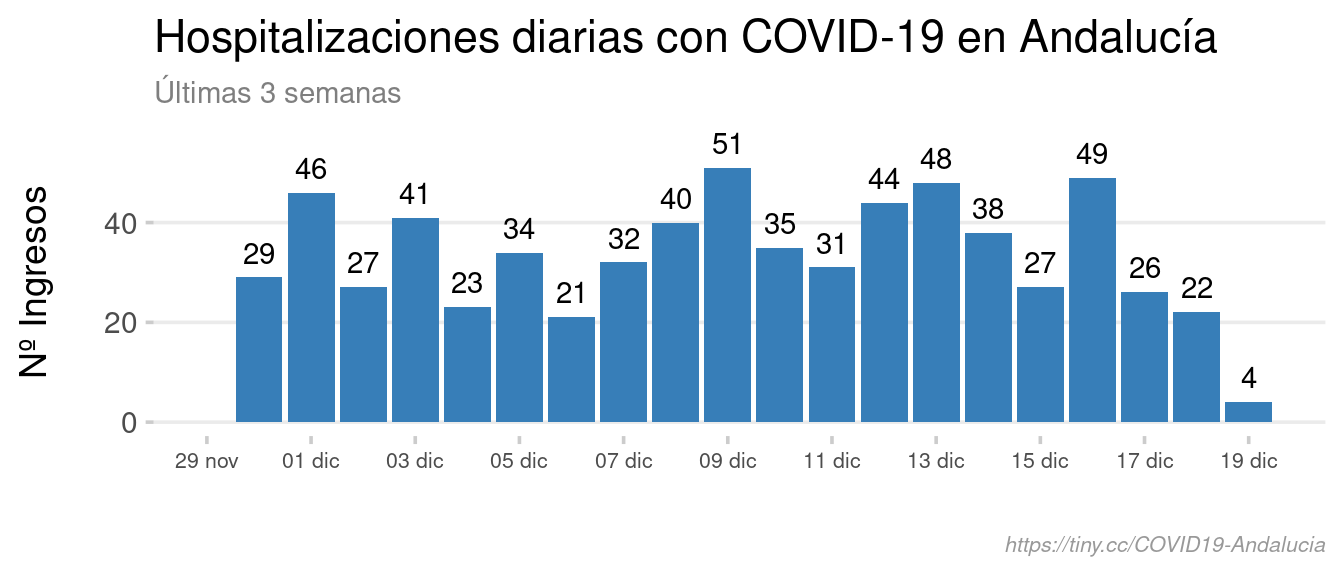 Hospitalizaciones diarias con COVID-19 en Andalucía
Últimas 3 semanas
Nº Ingresos
40
20
0
29
46
27
41
23
34
21
32
40
51
35
31
44
48
38
27
49
26
22
4
29 nov
01 dic
03 dic
05 dic
07 dic
09 dic
11 dic
13 dic
15 dic
17 dic
19 dic
https://tiny.cc/COVID19-Andalucia